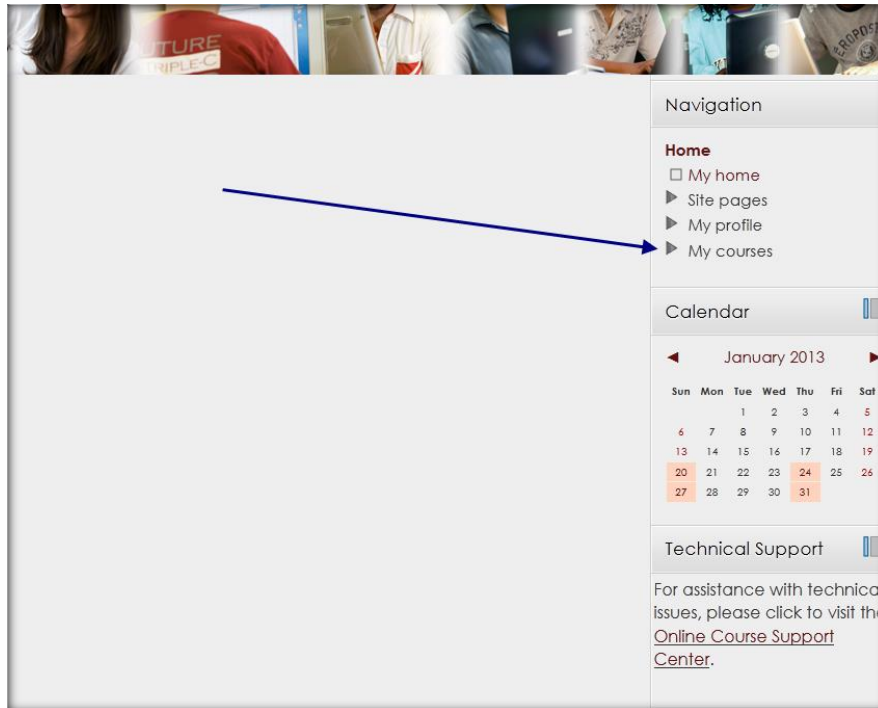 UTURE
RIPLE-C
ROPOS
Navigation
Home
My home
Site pages
My profile
My courses
Calendar
January 2013
Sun Mon Tue Wed Thu Fri Sat
1 2 3 4 5
6 7 8 9 10 11 12
13 14 15 16 17 18 19
20 21 22 23 24 25 26
27 28 29 30 31
Technical Support
For assistance with technica
issues, please click to visit the
Online Course Support
Center.